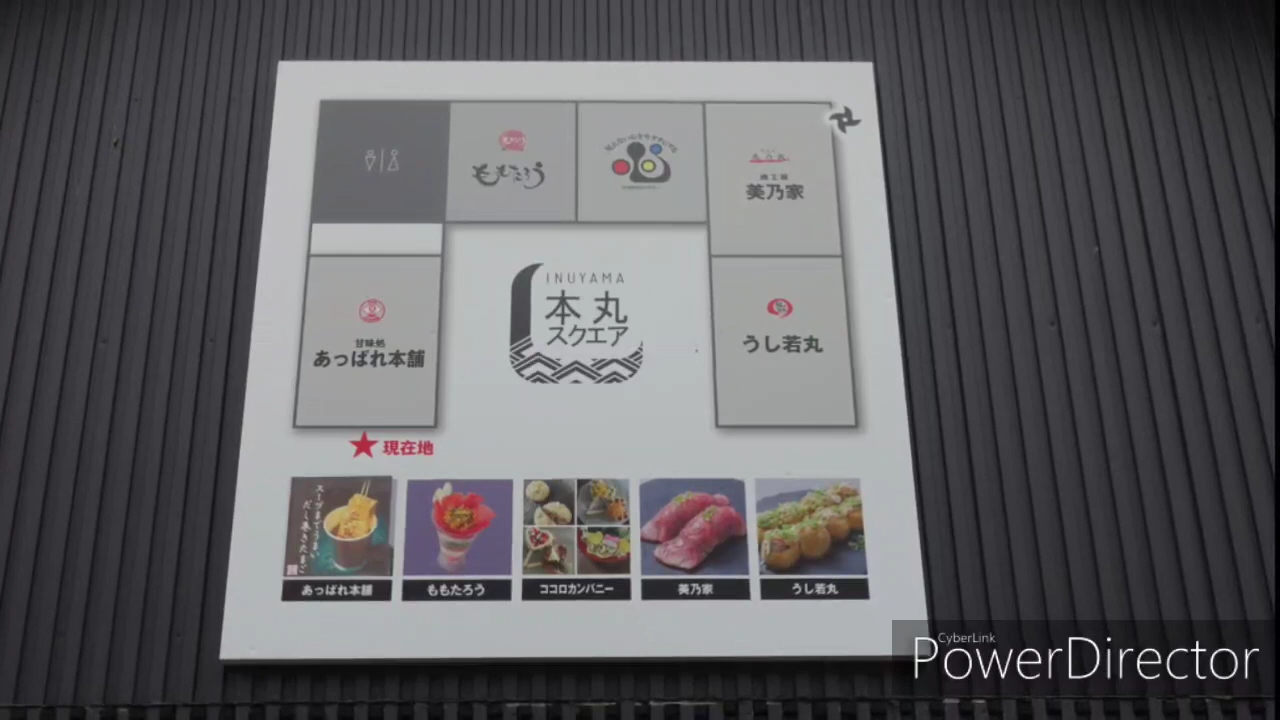 ももたろう
美乃家
INUYAMA
本丸
スクエア
甘味処
あっぱれ本舗
うし若丸
現在地
スープまでうまい
だし巻きたまご
あっぱれ本舗
ももたろう
ココロカンパニー
美乃家
うし若丸
CyberLink
PowerDirector